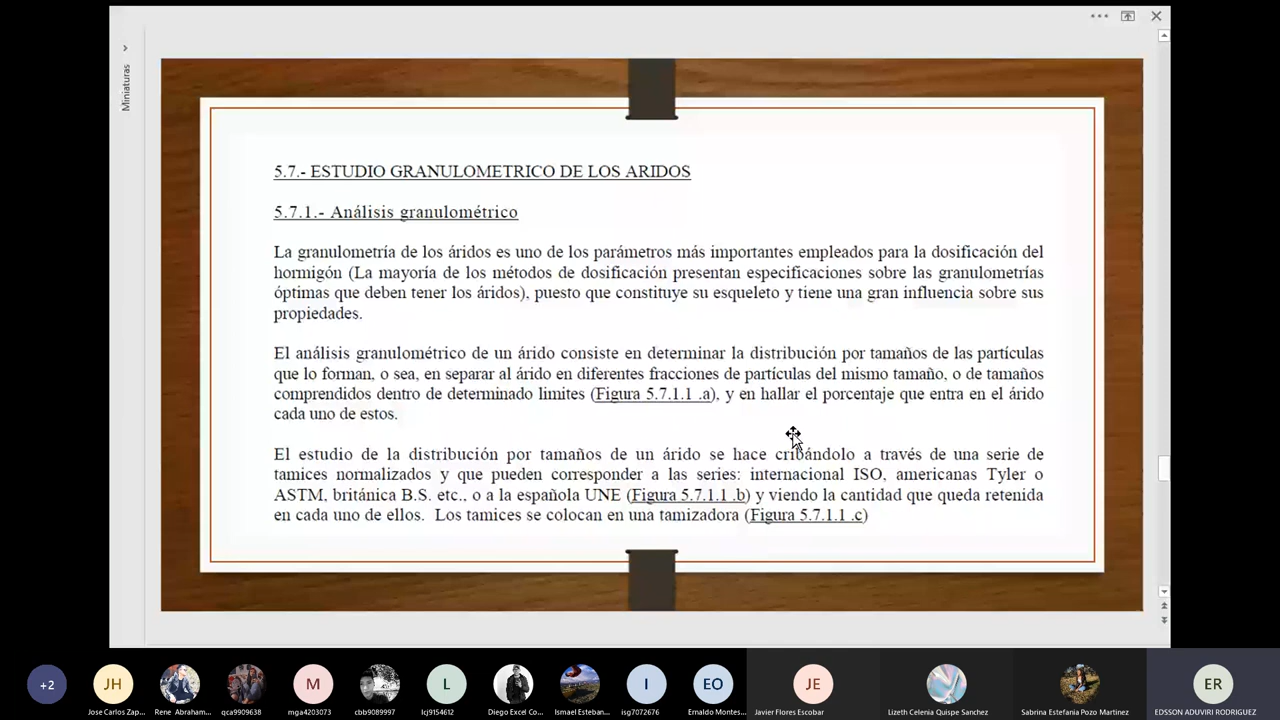 Miniaturas
5.7.- ESTUDIO GRANULOMETRICO DE LOS ARIDOS
5.7.1.- Análisis granulométrico
La granulometría de los áridos es uno de los parámetros más importantes empleados para la dosificación del
hormigón (La mayoría de los métodos de dosificación presentan especificaciones sobre las granulometrías
óptimas que deben tener los áridos), puesto que constituye su esqueleto y tiene una gran influencia sobre sus
propiedades.
El análisis granulométrico de un árido consiste en determinar la distribución por tamaños de las partículas
que lo forman, o sea, en separar al árido en diferentes fracciones de partículas del mismo tamaño, o de tamaños
comprendidos dentro de determinado limites (Figura 5.7.1.1 .a), y en hallar el porcentaje que entra en el árido
cada uno de estos.
El estudio de la distribución por tamaños de un árido se hace cribándolo a través de una serie de
tamices normalizados y que pueden corresponder a las series: internacional ISO, americanas Tyler o
ASTM, británica B.S. etc., o a la española UNE (Figura 5.7.1.1 .b) y viendo la cantidad que queda retenida
en cada uno de ellos. Los tamices se colocan en una tamizadora (Figura 5.7.1.1 .c)
+2 JH M L I EO JE ER
Jose Carlos Zap... Rene Abraham... qca9909638 mga4203073 cbb9089997 lcj9154612 Diego Excel Co... Ismael Esteban... isg7072676 Ernaldo Montes... Javier Flores Escobar Lizeth Celenia Quispe Sanchez Sabrina Estefania Pozo Martinez EDSSON ADUVIRI RODRIGUEZ